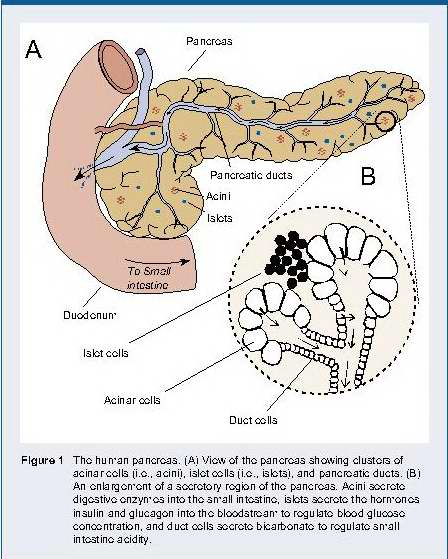 A
Pancreas
Pancreatic ducts
B
Acini
Islets
To Small
intestine
Duodenum
Islet cells
Acinar cells
Duct cells
Figure 1 The human pancreas. (A) View of the pancreas showing clusters of
acinar cells (i.e., acini), islet cells (i.e., islets), and pancreatic ducts. (B)
An enlargement of a secretory region of the pancreas. Acini secrete
digestive enzymes into the small intestine, islets secrete the hormones
insulin and glucagon into the bloodstream to regulate blood glucose
concentration, and duct cells secrete bicarbonate to regulate small
intestine acidity.